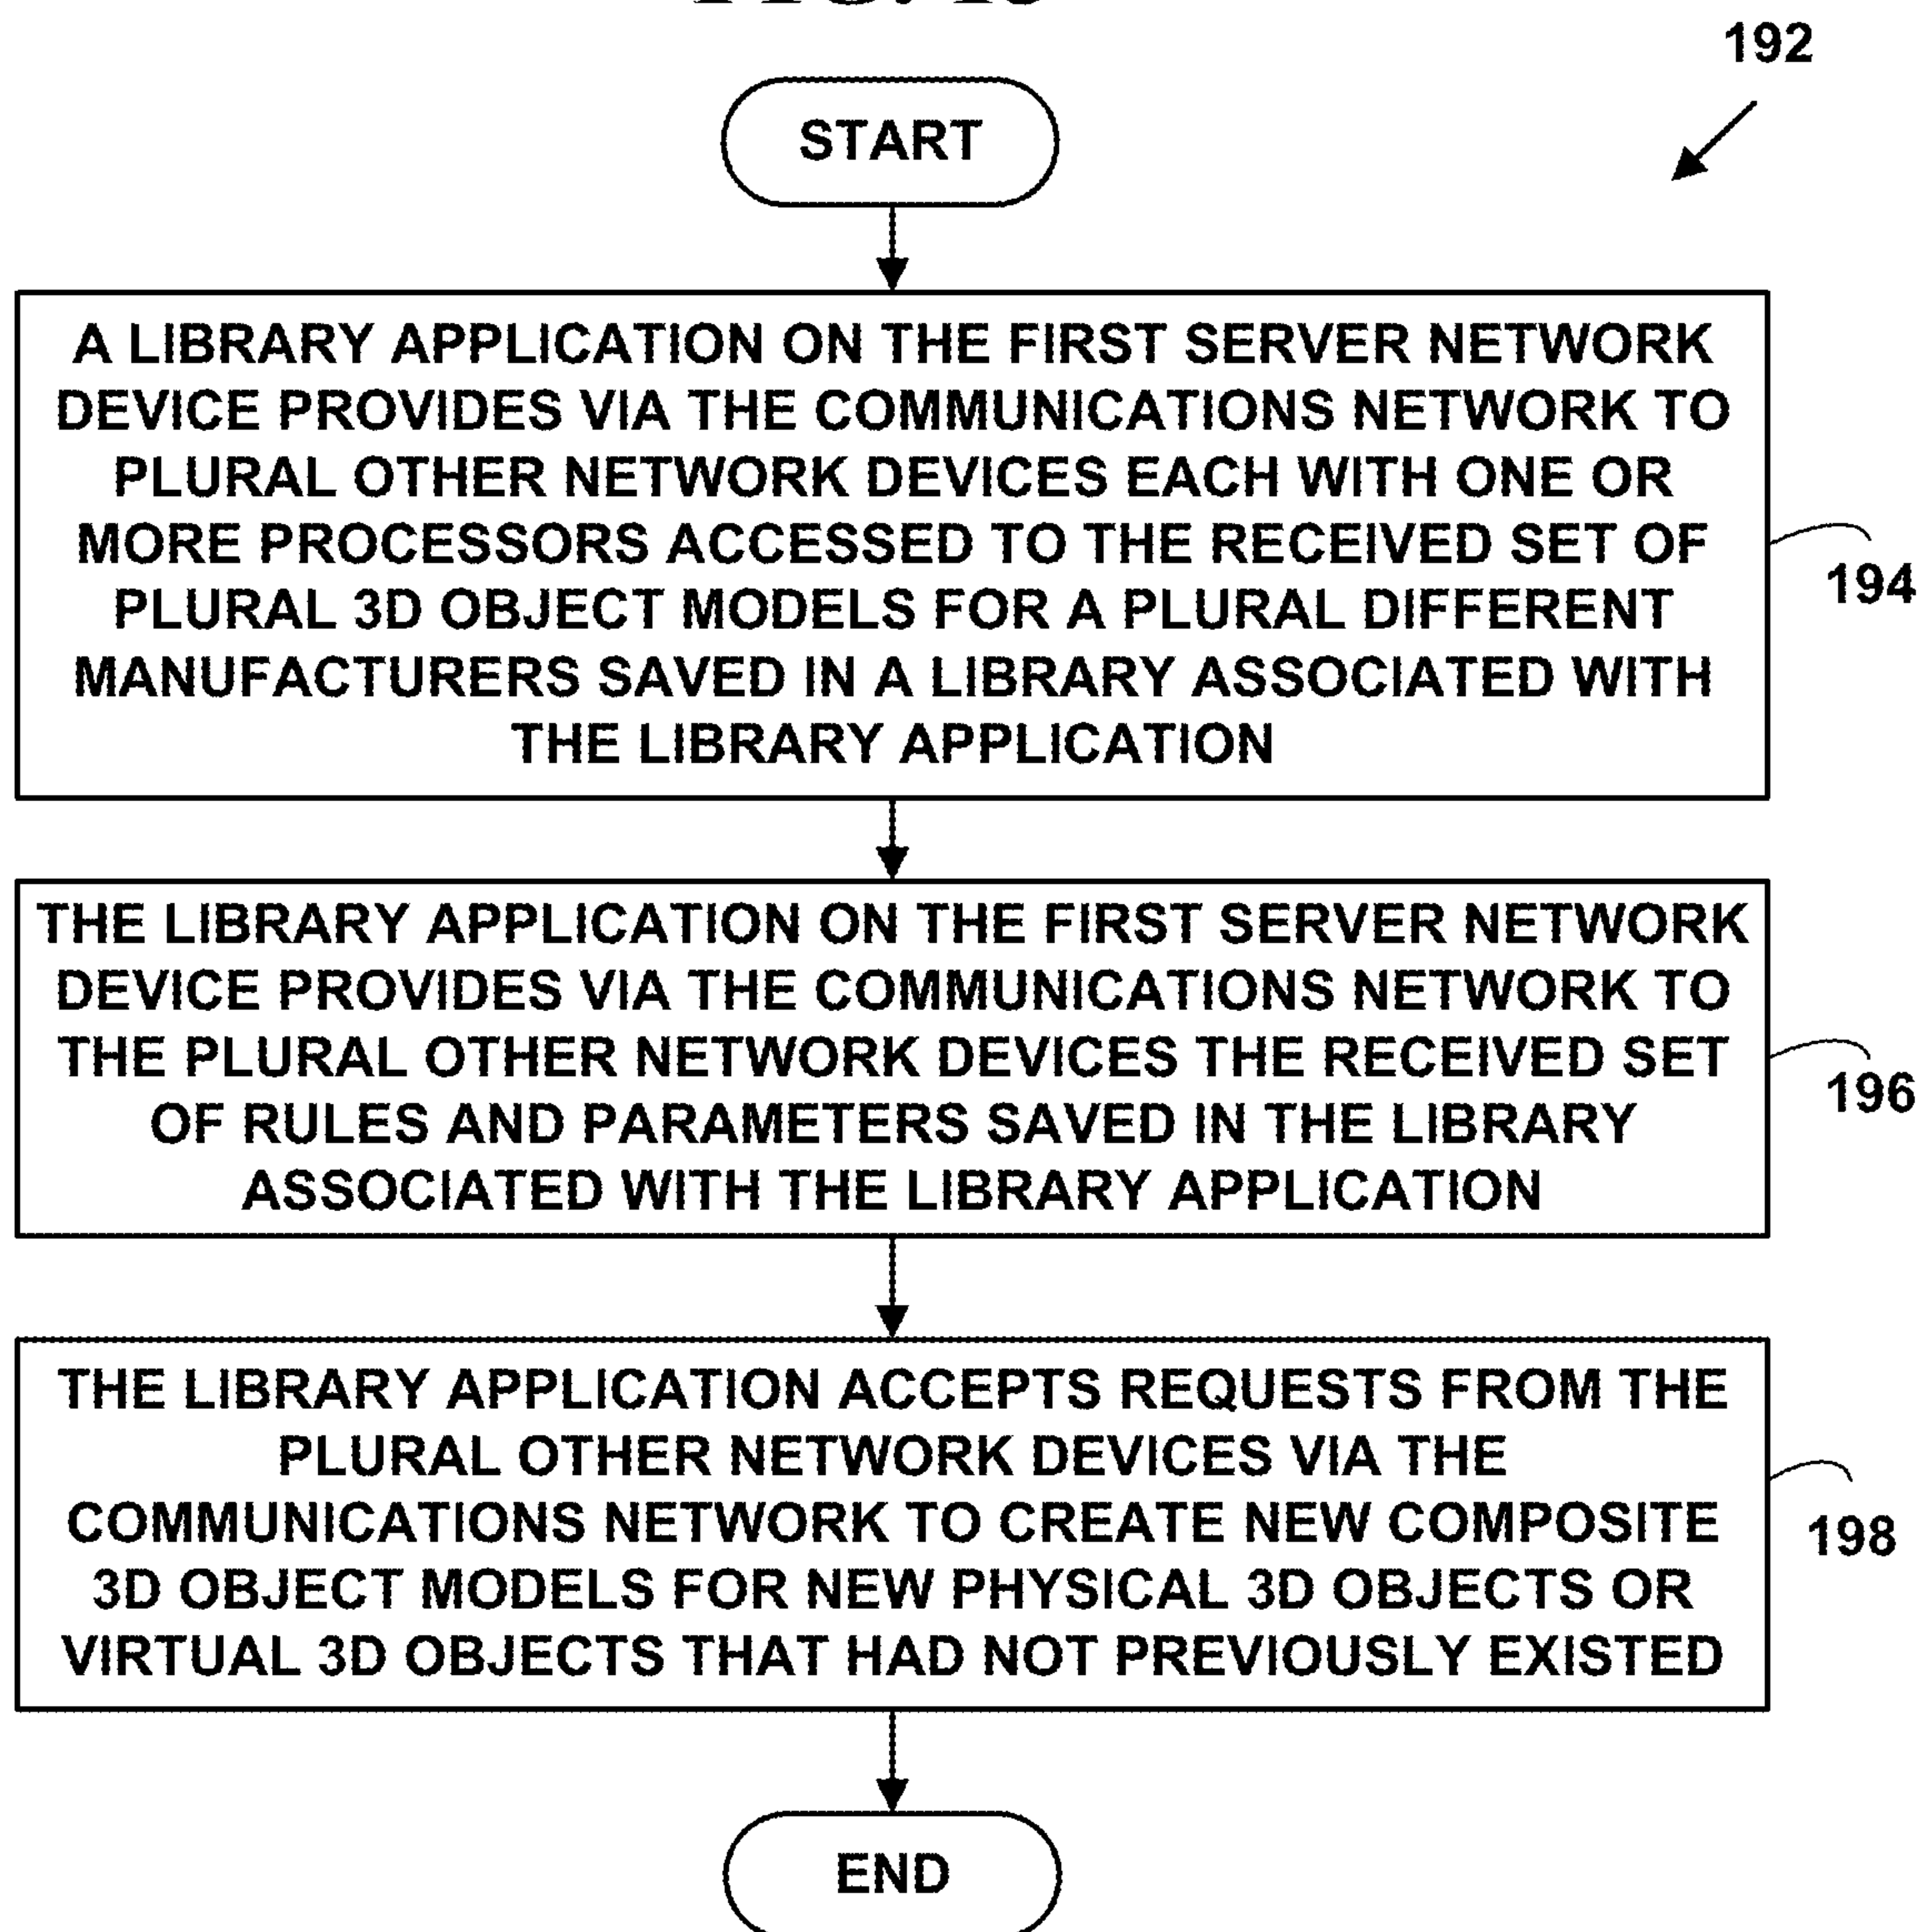 192
START
A LIBRARY APPLICATION ON THE FIRST SERVER NETWORK
DEVICE PROVIDES VIA THE COMMUNICATIONS NETWORK TO
PLURAL OTHER NETWORK DEVICES EACH WITH ONE OR
MORE PROCESSORS ACCESSED TO THE RECEIVED SET OF
PLURAL 3D OBJECT MODELS FOR A PLURAL DIFFERENT
MANUFACTURERS SAVED IN A LIBRARY ASSOCIATED WITH
THE LIBRARY APPLICATION
194
THE LIBRARY APPLICATION ON THE FIRST SERVER NETWORK
DEVICE PROVIDES VIA THE COMMUNICATIONS NETWORK TO
THE PLURAL OTHER NETWORK DEVICES THE RECEIVED SET
OF RULES AND PARAMETERS SAVED IN THE LIBRARY
ASSOCIATED WITH THE LIBRARY APPLICATION
196
THE LIBRARY APPLICATION ACCEPTS REQUESTS FROM THE
PLURAL OTHER NETWORK DEVICES VIA THE
COMMUNICATIONS NETWORK TO CREATE NEW COMPOSITE
3D OBJECT MODELS FOR NEW PHYSICAL 3D OBJECTS OR
VIRTUAL 3D OBJECTS THAT HAD NOT PREVIOUSLY EXISTED
198
END